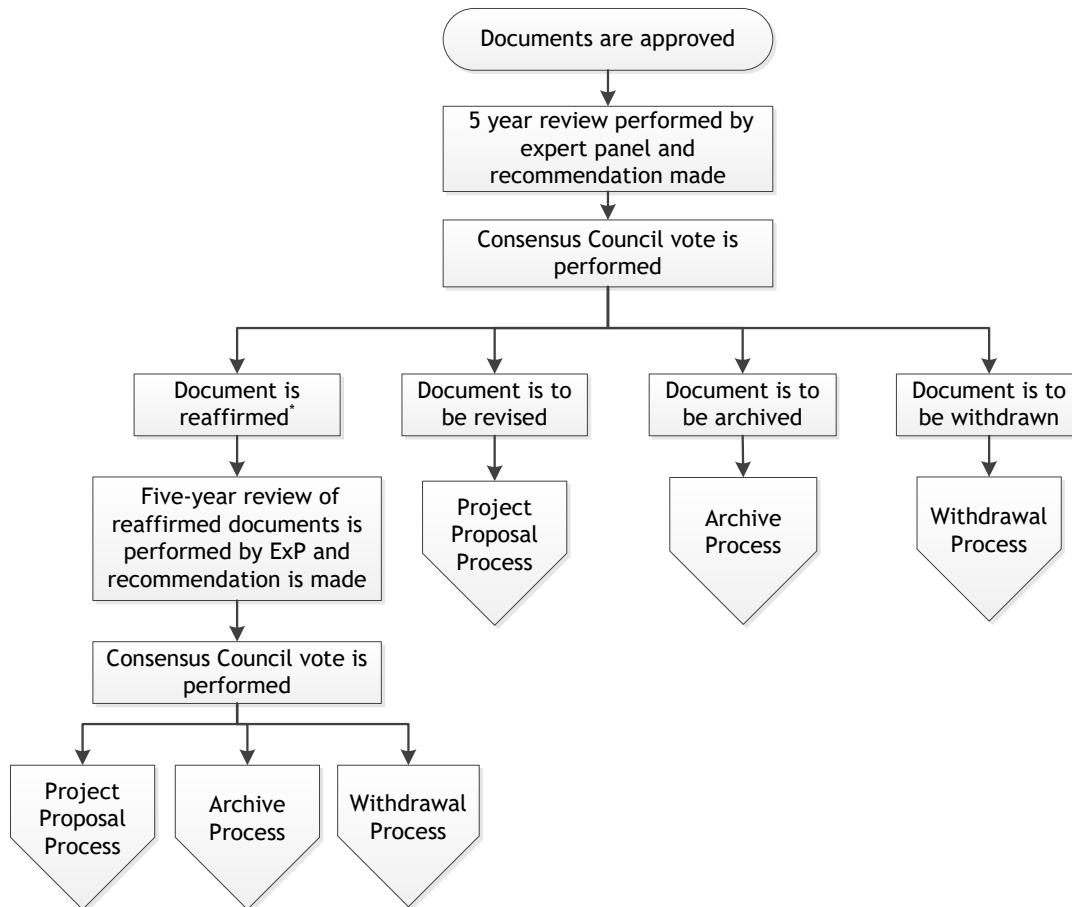 Documents are approved
5 year review performed by
expert panel and
recommendation made
Consensus Council vote is
performed
Document is
reaffirmed*
Document is to
be revised
Document is to
be archived
Document is to
be withdrawn
Five-year review of
reaffirmed documents is
performed by ExP and
recommendation is made
Project
Proposal
Process
Archive
Process
Withdrawal
Process
Consensus Council vote is
performed
Project
Proposal
Process
Archive
Process
Withdrawal
Process